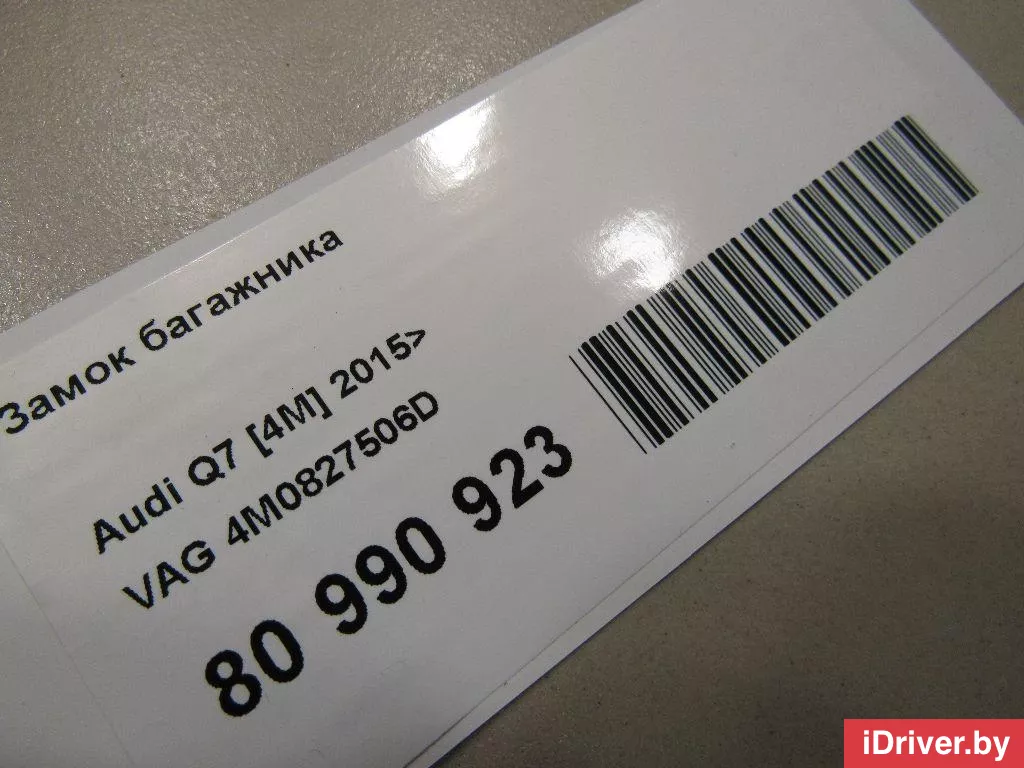 Замок багажника
Audi Q7 [4M] 2015>
VAG 4M0827506D
80 990 923
iDriver.by